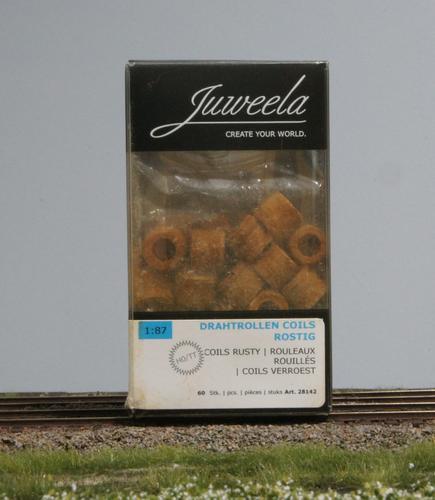 Juweela
CREATE YOUR WORLD.
1:87
DRAHTROLLEN COILS
ROSTIG
HO/TT
COILS RUSTY | ROULEAUX
ROUILLÉS
| COILS VERROEST
60 Stk. | pcs. | pièces | stuks Art. 28142